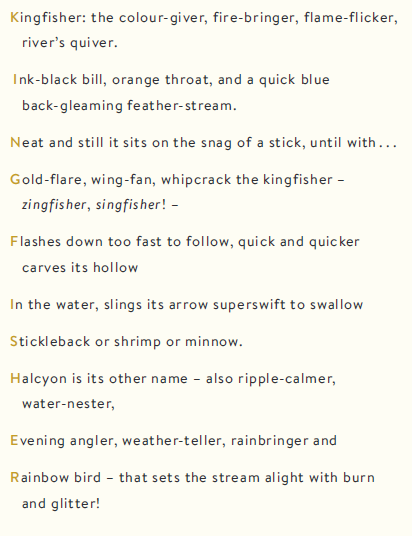 Kingfisher: the colour-giver, fire-bringer, flame-flicker,
river’s quiver.
Ink-black bill, orange throat, and a quick blue
back-gleaming feather-stream.
Neat and still it sits on the snag of a stick, until with . . .
Gold-flare, wing-fan, whipcrack the kingfisher –
zingfisher, singfisher! –
Flashes down too fast to follow, quick and quicker
carves its hollow
In the water, slings its arrow superswift to swallow
Stickleback or shrimp or minnow.
Halcyon is its other name – also ripple-calmer,
water-nester,
Evening angler, weather-teller, rainbringer and
Rainbow bird – that sets the stream alight with burn
and glitter!